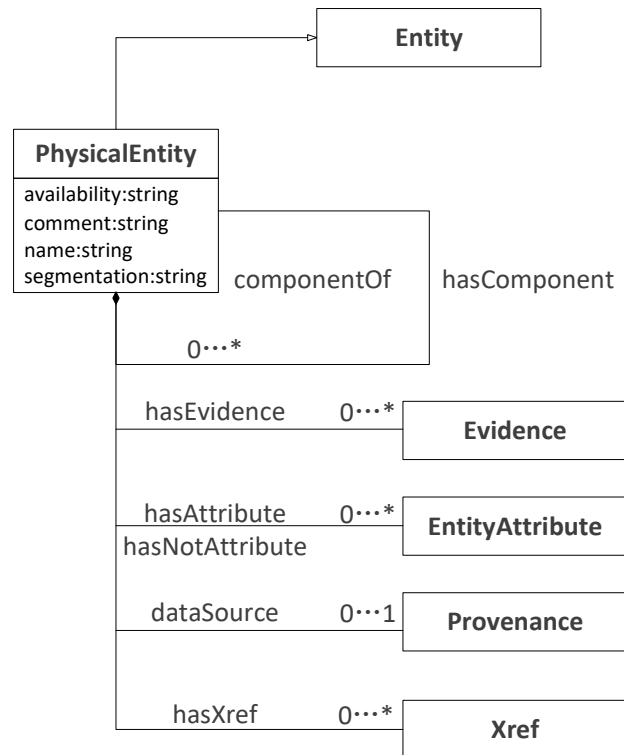 Entity
PhysicalEntity
availability:string
comment:string
name:string
segmentation:string
componentOf hasComponent
0···*
hasEvidence 0···*
Evidence
hasAttribute 0···*
EntityAttribute
hasNotAttribute
dataSource 0···1
Provenance
hasXref 0···*
Xref